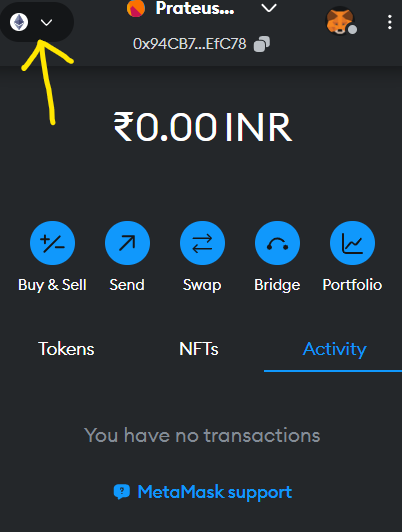 Prateus...
0x94CB7...EfC78
₹0.00 INR
Buy & Sell Send Swap Bridge Portfolio
Tokens NFTs Activity
You have no transactions
MetaMask support